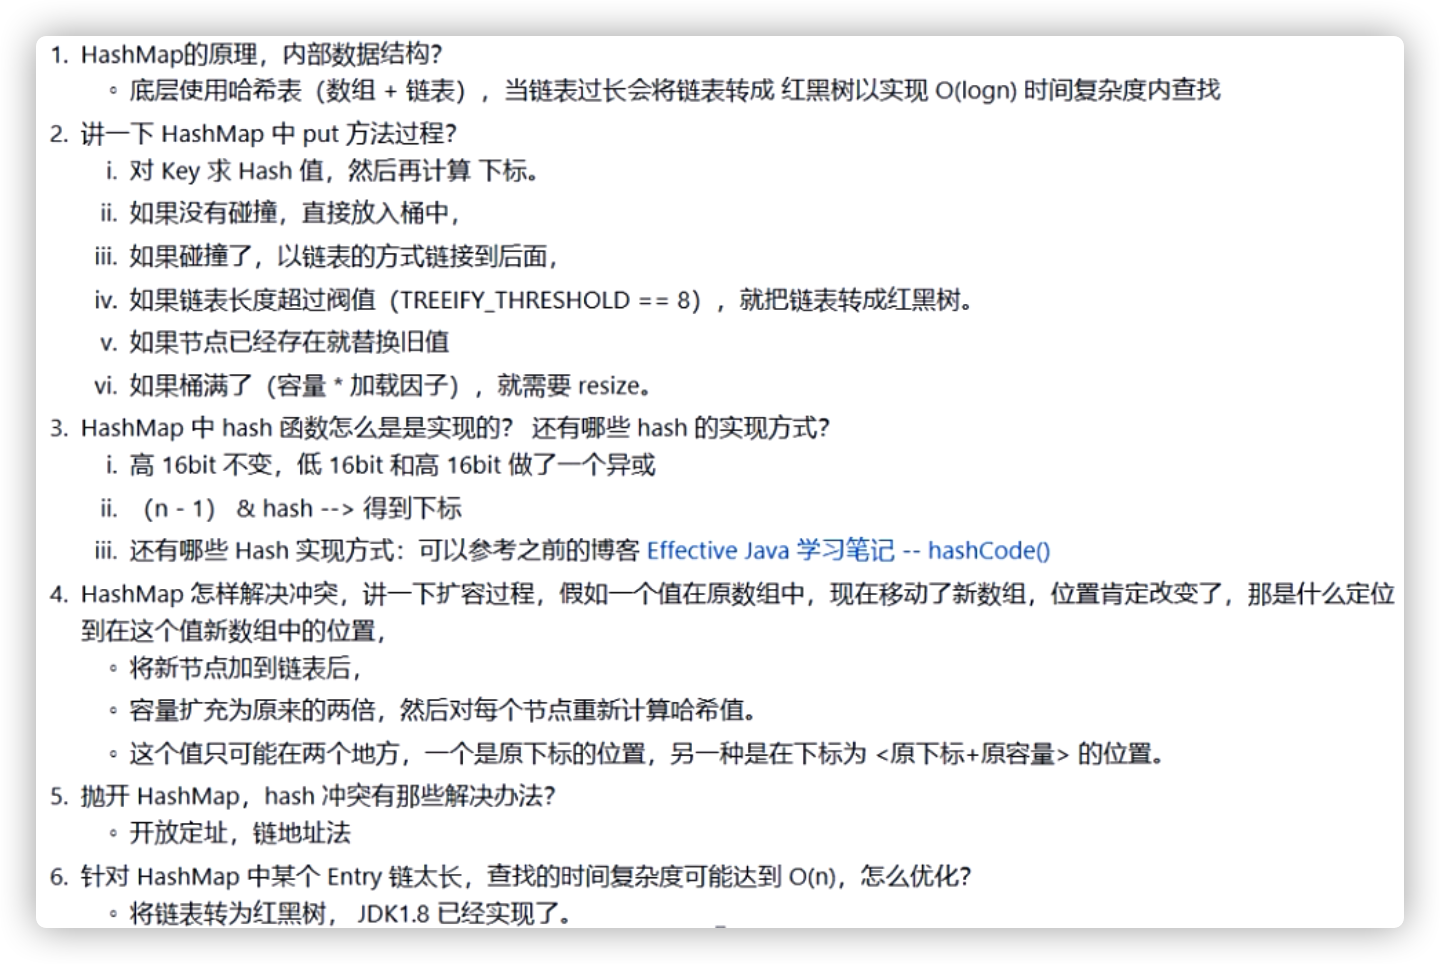 1. HashMap的原理，内部数据结构？
◦ 底层使用哈希表（数组 + 链表），当链表过长会将链表转成 红黑树以实现 O(logn) 时间复杂度内查找
2. 讲一下 HashMap 中 put 方法过程？
i. 对 Key 求 Hash 值，然后再计算 下标。
ii. 如果没有碰撞，直接放入桶中，
iii. 如果碰撞了，以链表的方式链接到后面，
iv. 如果链表长度超过阀值（TREEIFY_THRESHOLD == 8），就把链表转成红黑树。
v. 如果节点已经存在就替换旧值
vi. 如果桶满了（容量 * 加载因子），就需要 resize。
3. HashMap 中 hash 函数怎么是是实现的？ 还有哪些 hash 的实现方式？
i. 高 16bit 不变，低 16bit 和高 16bit 做了一个异或
ii. （n - 1） & hash --> 得到下标
iii. 还有哪些 Hash 实现方式：可以参考之前的博客 Effective Java 学习笔记 -- hashCode()
4. HashMap 怎样解决冲突，讲一下扩容过程，假如一个值在原数组中，现在移动了新数组，位置肯定改变了，那是什么定位
到在这个值新数组中的位置，
◦ 将新节点加到链表后，
◦ 容量扩充为原来的两倍，然后对每个节点重新计算哈希值。
◦ 这个值只可能在两个地方，一个是原下标的位置，另一种是在下标为 <原下标+原容量> 的位置。
5. 抛开 HashMap，hash 冲突有那些解决办法？
◦ 开放定址，链地址法
6. 针对 HashMap 中某个 Entry 链太长，查找的时间复杂度可能达到 O(n)，怎么优化？
◦ 将链表转为红黑树， JDK1.8 已经实现了。